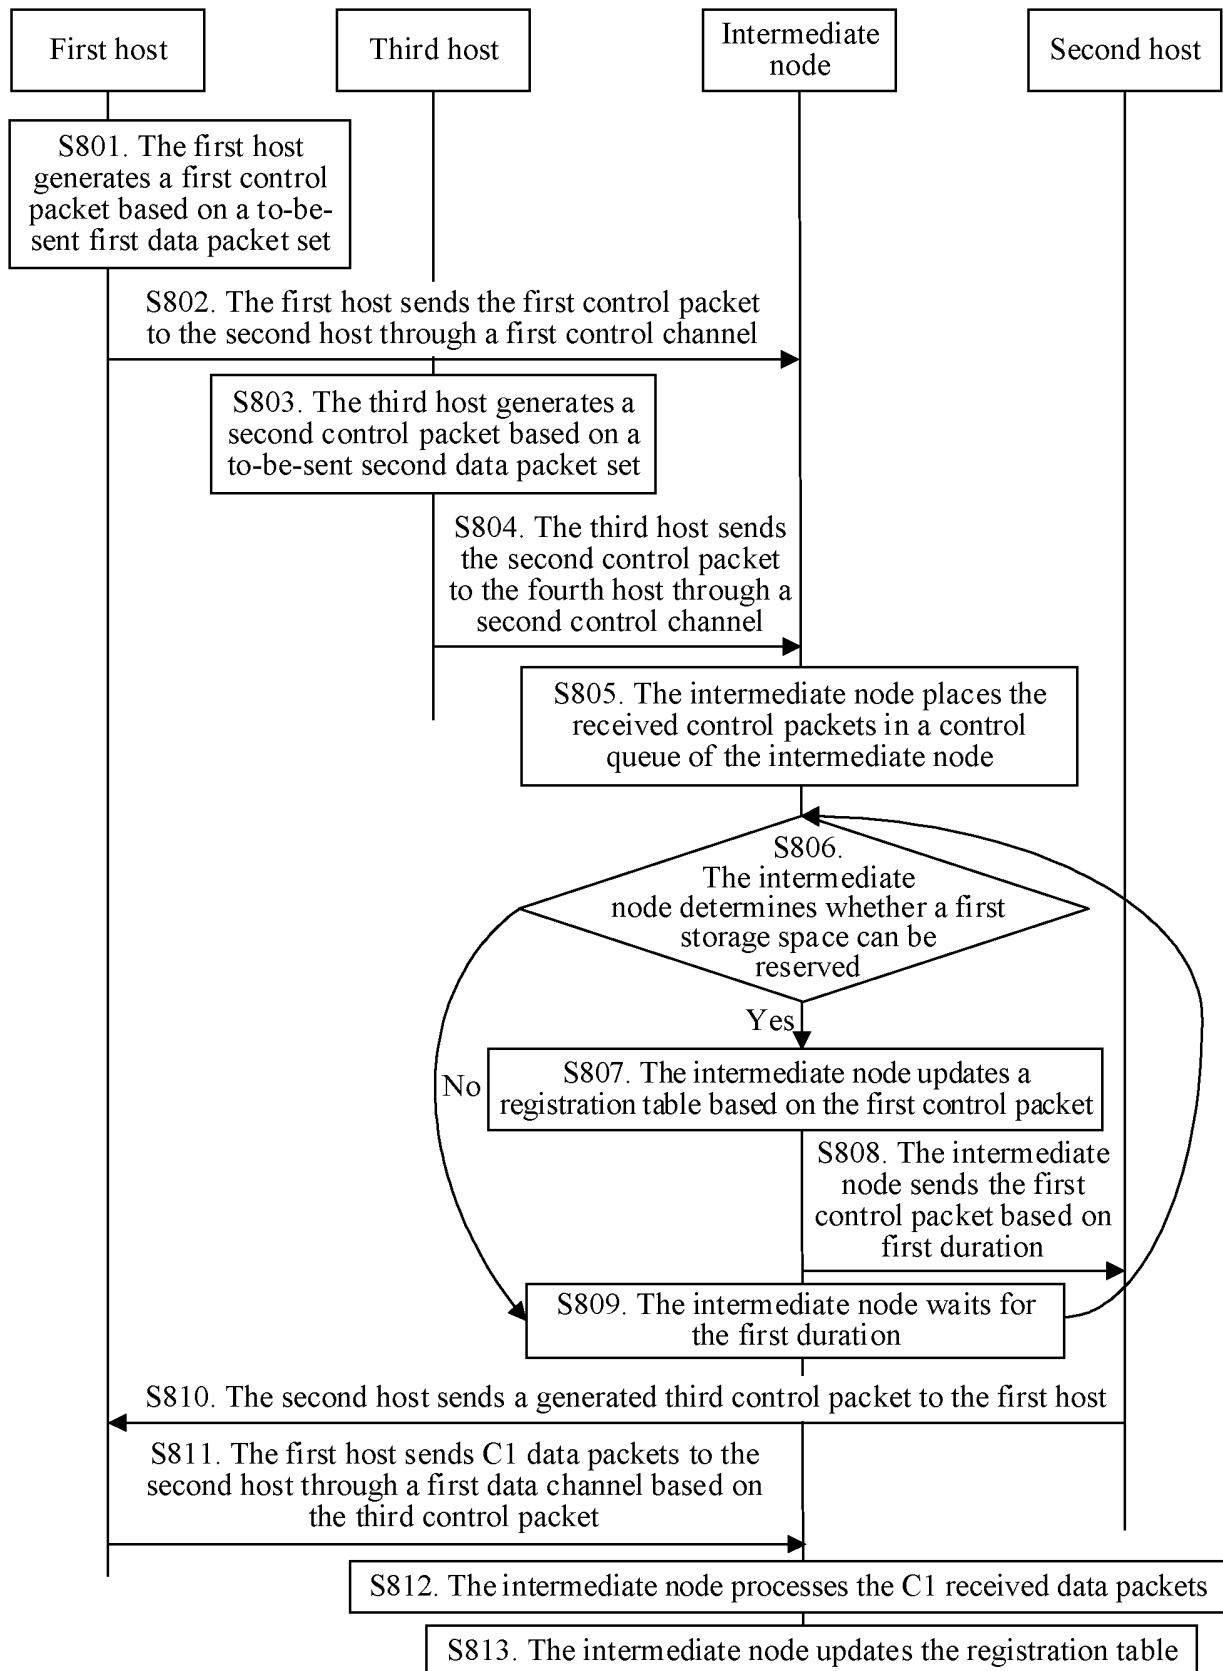 First host
Third host
Intermediate
node
Second host
S801. The first host
generates a first control
packet based on a to-be-
sent first data packet set
S802. The first host sends the first control packet
to the second host through a first control channel
S803. The third host generates a
second control packet based on a
to-be-sent second data packet set
S804. The third host sends
the second control packet
to the fourth host through a
second control channel
S805. The intermediate node places the
received control packets in a control
queue of the intermediate node
S806.
The intermediate
node determines whether a first
storage space can be
reserved
Yes
No
S807. The intermediate node updates a
registration table based on the first control packet
S808. The intermediate
node sends the first
control packet based on
first duration
S809. The intermediate node waits for
the first duration
S810. The second host sends a generated third control packet to the first host
S811. The first host sends C1 data packets to the
second host through a first data channel based on
the third control packet
S812. The intermediate node processes the C1 received data packets
S813. The intermediate node updates the registration table